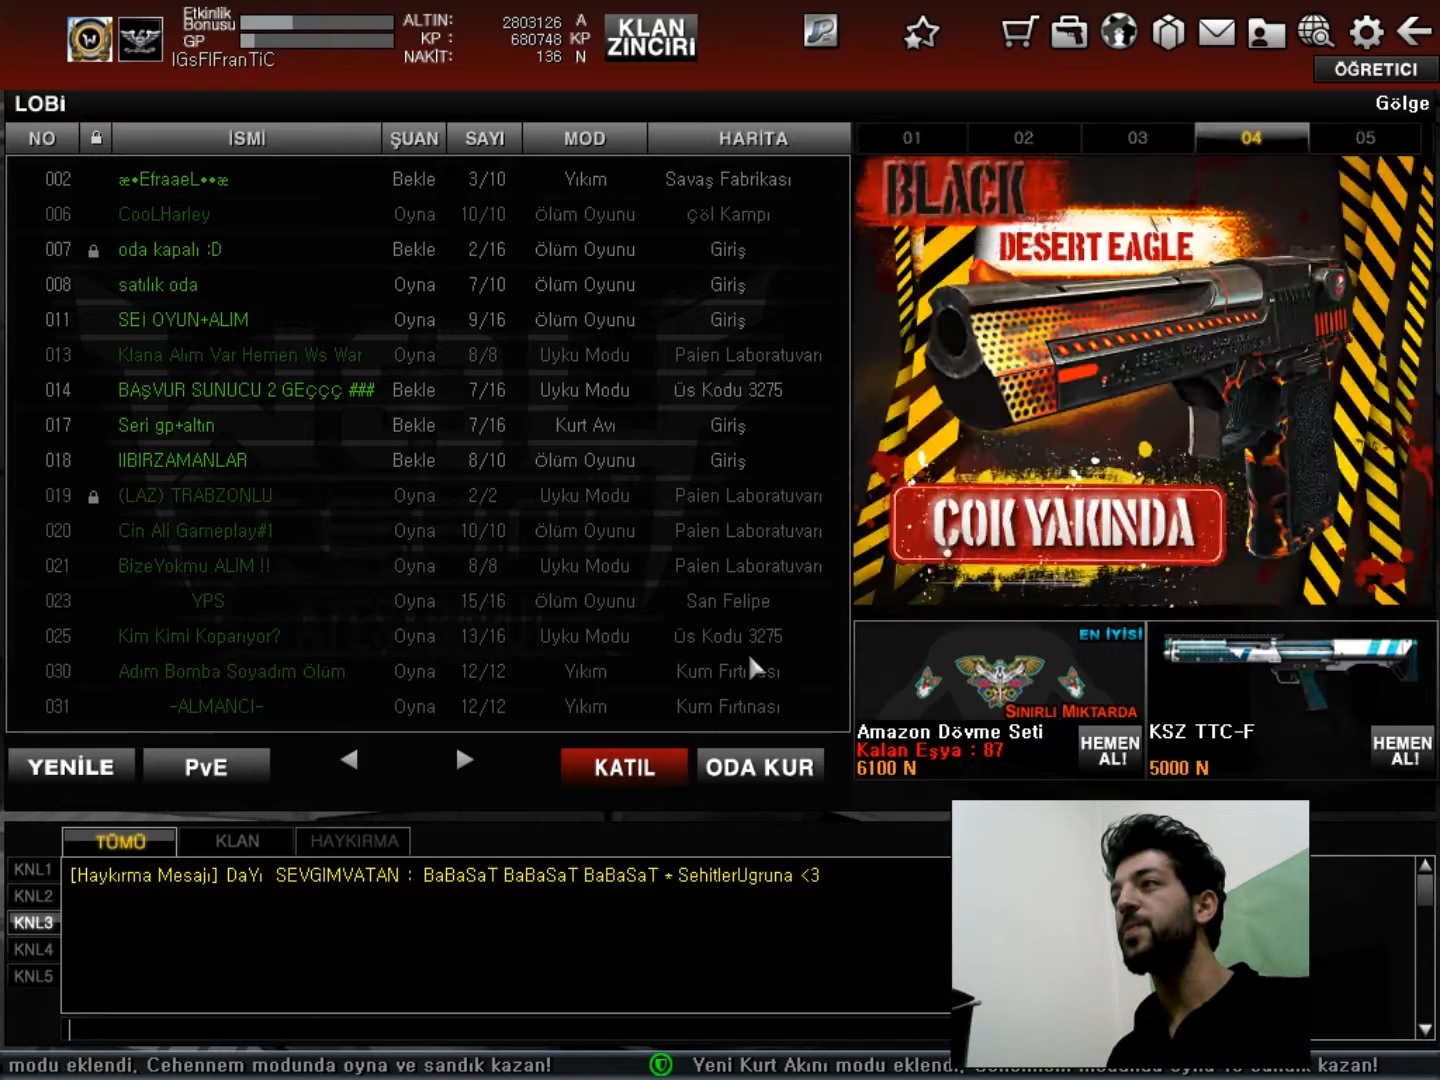 Etkinlik
Bonusu
GP
IGsFIFranTiC
ALTIN: 2803126 A
KP : 680748 KP
NAKİT: 136 N
KLAN
ZiNCiRi
ÖĞRETICI
LOBi
Gölge
NO İSMİ ŞUAN SAYI MOD HARİTA
01 02 03 04 05
002 æ•EfraaeL••æ Bekle 3/10 Yıkım Savaş Fabrikası
006 CooLHarley Oyna 10/10 Ölüm Oyunu Çöl Kampı
007 oda kapalı :D Bekle 2/16 Ölüm Oyunu Giriş
008 satılık oda Oyna 7/10 Ölüm Oyunu Giriş
011 SEİ OYUN+ALIM Oyna 9/16 Ölüm Oyunu Giriş
013 Klana Alım Var Hemen Ws War Oyna 8/8 Uyku Modu Paien Laboratuvarı
014 BAşVUR SUNUCU 2 GEççç ### Bekle 7/16 Uyku Modu Üs Kodu 3275
017 Seri gp+altın Bekle 7/16 Kurt Avı Giriş
018 IIBIRZAMANLAR Bekle 8/10 Ölüm Oyunu Giriş
019 (LAZ) TRABZONLU Oyna 2/2 Uyku Modu Paien Laboratuvarı
020 Cin Ali Gameplay#1 Oyna 10/10 Ölüm Oyunu Paien Laboratuvarı
021 BizeYokmu ALIM !! Oyna 8/8 Uyku Modu Paien Laboratuvarı
023 YPS Oyna 15/16 Ölüm Oyunu San Felipe
025 Kim Kimi Koparıyor? Oyna 13/16 Uyku Modu Üs Kodu 3275
030 Adım Bomba Soyadım Ölüm Oyna 12/12 Yıkım Kum Fırtınası
031 -ALMANCI- Oyna 12/12 Yıkım Kum Fırtınası
BLACK
DESERT EAGLE
ÇOK YAKINDA
EN İYİSİ
SINIRLI MIKTARDA
Amazon Dövme Seti
Kalan Eşya : 87
6100 N
HEMEN
AL!
KSZ TTC-F
5000 N
HEMEN
AL!
YENİLE PvE KATIL ODA KUR
TÜMÜ KLAN HAYKIRMA
KNL1
KNL2
KNL3
KNL4
KNL5
[Haykırma Mesajı] DaYı SEVGIMVATAN : BaBaSaT BaBaSaT BaBaSaT * SehitlerUgruna <3
modu eklendi, Cehennem modunda oyna ve sandık kazan! Yeni Kurt Akını modu eklendi, kazan!